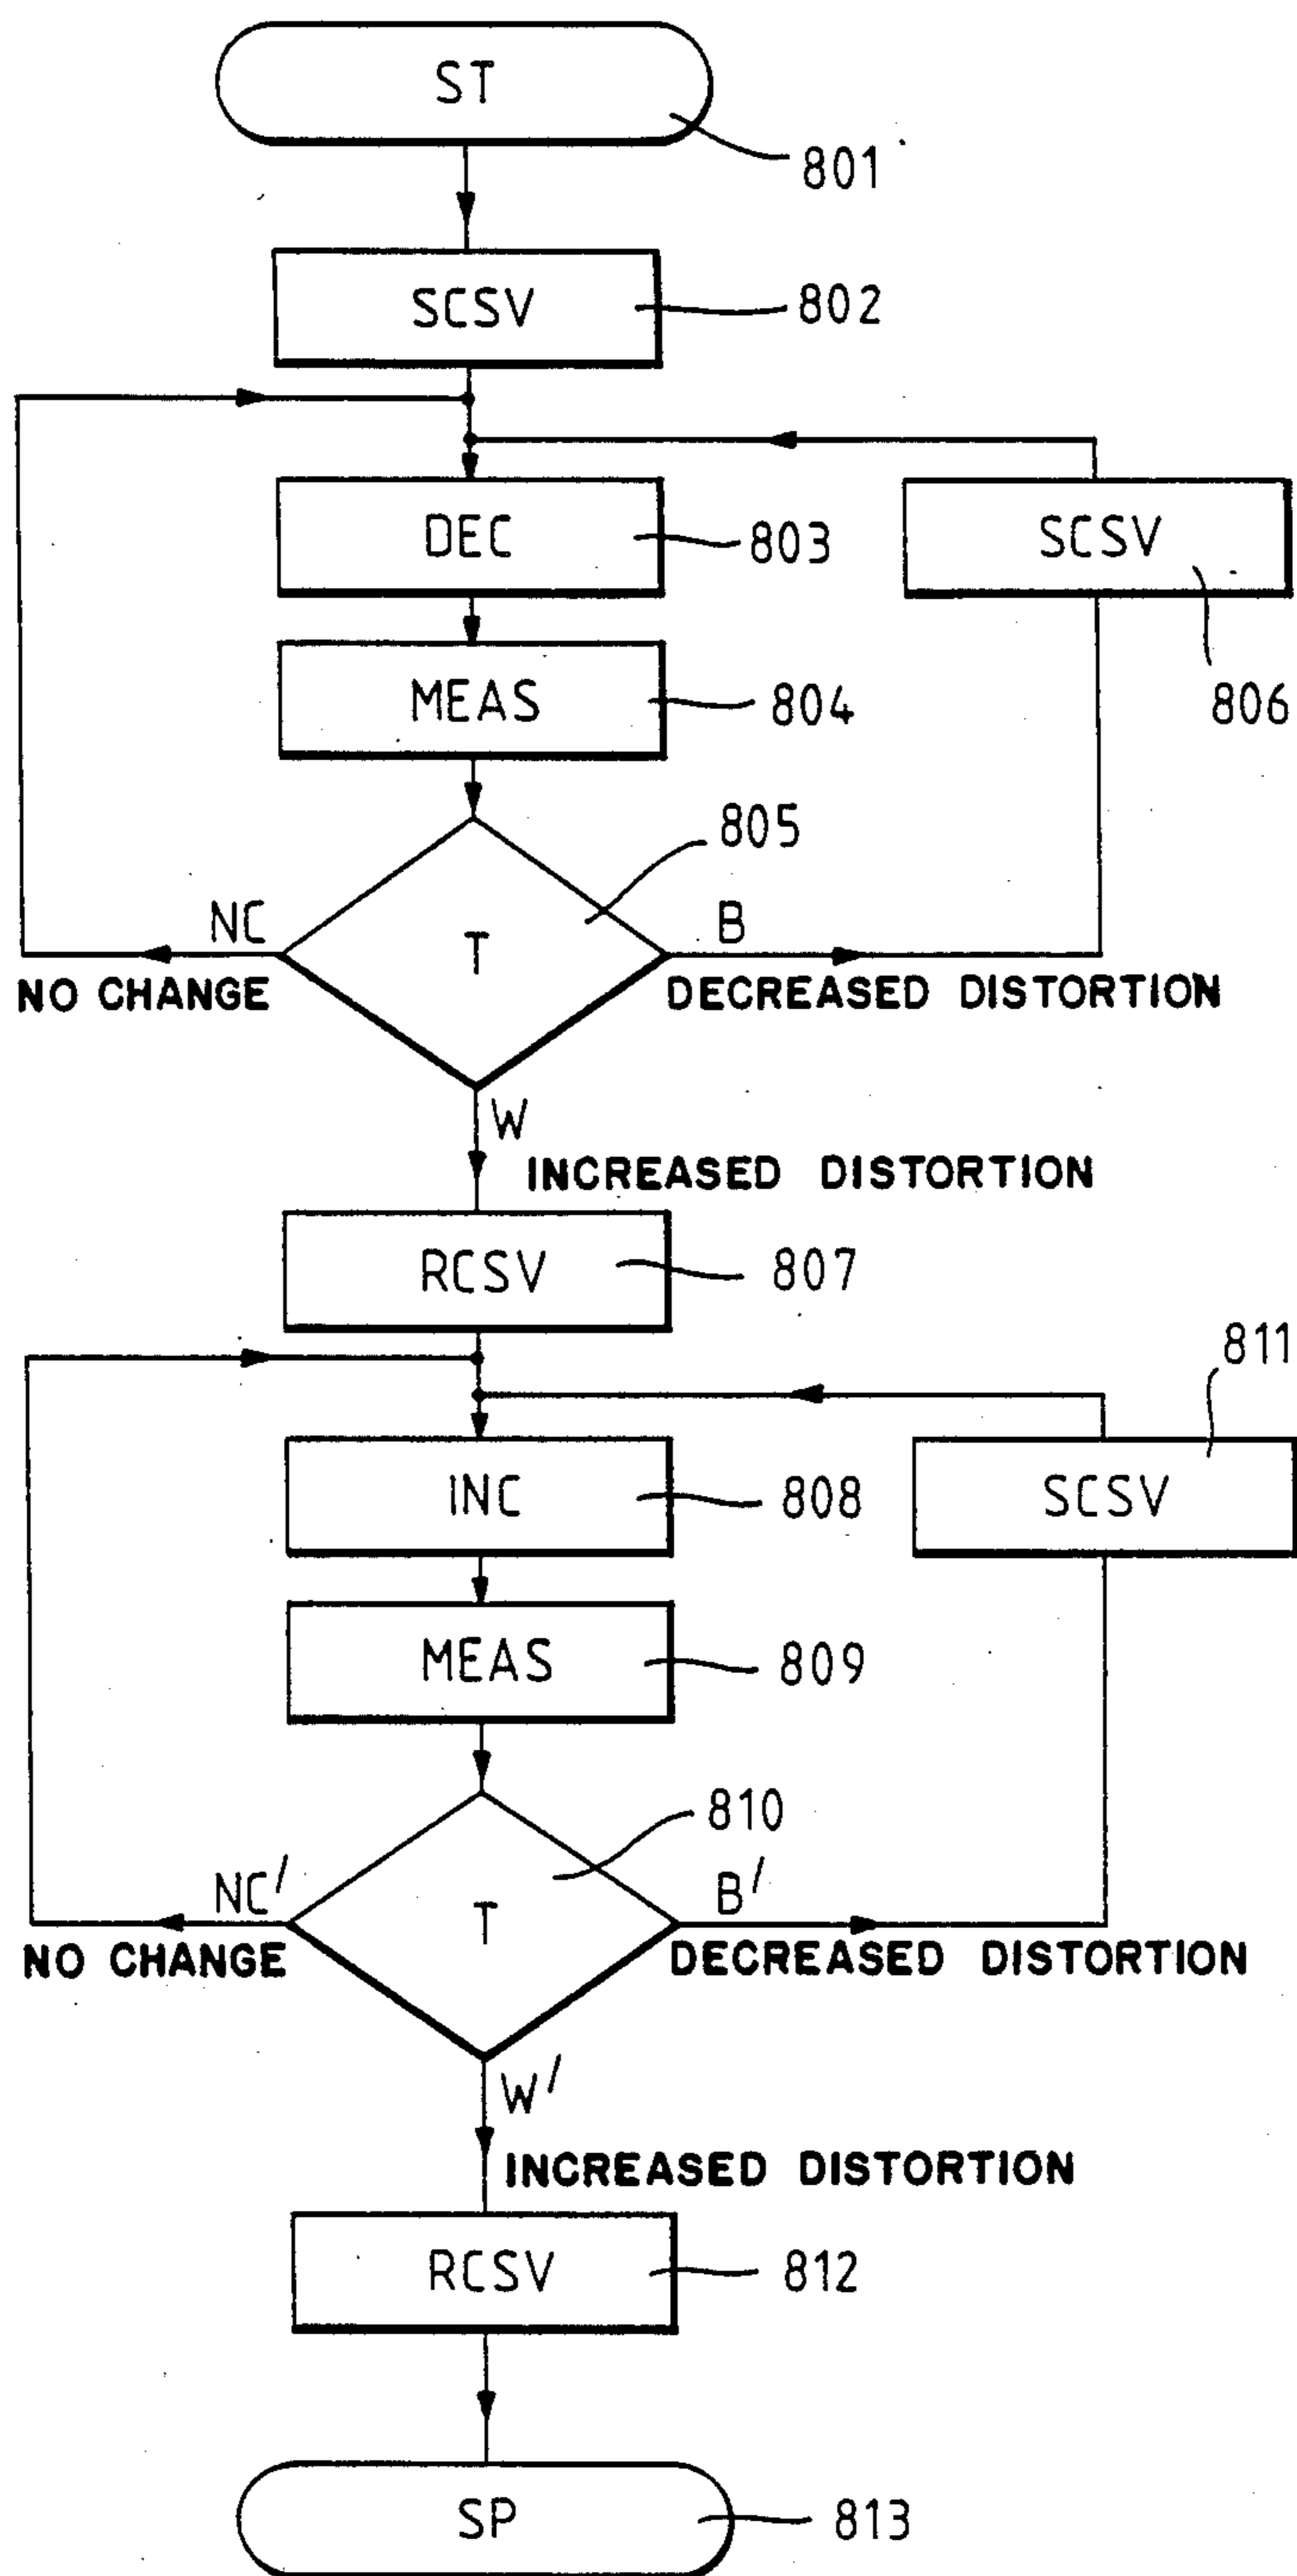 ST
801
SCSV
802
DEC
803
SCSV
806
MEAS
804
805
NC
T
B
NO CHANGE
DECREASED DISTORTION
W
INCREASED DISTORTION
RCSV
807
811
INC
808
SCSV
MEAS
809
810
NC'
T
B'
NO CHANGE
DECREASED DISTORTION
W'
INCREASED DISTORTION
RCSV
812
SP
813